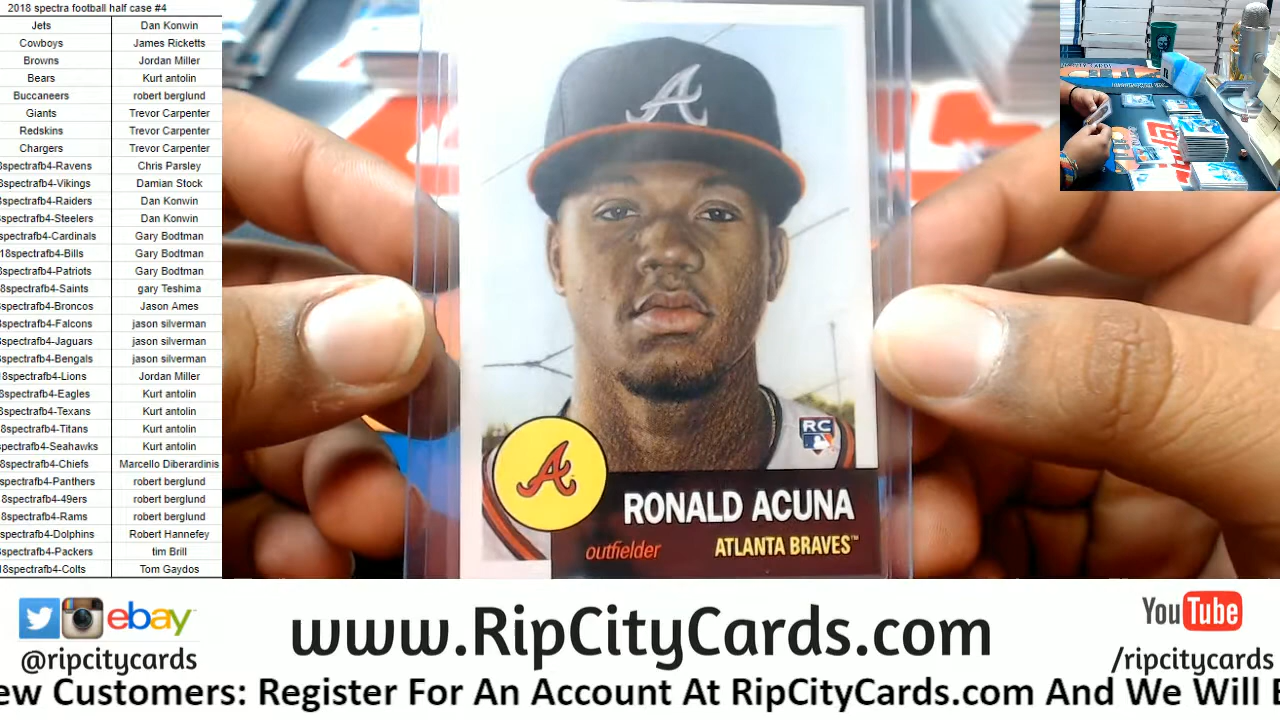 2018 spectra football half case #4
Jets Dan Konwin
Cowboys James Ricketts
Browns Jordan Miller
Bears Kurt antolin
Buccaneers robert berglund
Giants Trevor Carpenter
Redskins Trevor Carpenter
Chargers Trevor Carpenter
8spectrafb4-Ravens Chris Parsley
8spectrafb4-Vikings Damian Stock
8spectrafb4-Raiders Dan Konwin
8spectrafb4-Steelers Dan Konwin
spectrafb4-Cardinals Gary Bodtman
18spectrafb4-Bills Gary Bodtman
8spectrafb4-Patriots Gary Bodtman
8spectrafb4-Saints gary Teshima
8spectrafb4-Broncos Jason Ames
8spectrafb4-Falcons jason silverman
8spectrafb4-Jaguars jason silverman
8spectrafb4-Bengals jason silverman
18spectrafb4-Lions Jordan Miller
8spectrafb4-Eagles Kurt antolin
8spectrafb4-Texans Kurt antolin
8spectrafb4-Titans Kurt antolin
spectrafb4-Seahawks Kurt antolin
8spectrafb4-Chiefs Marcello Diberardinis
spectrafb4-Panthers robert berglund
8spectrafb4-49ers robert berglund
8spectrafb4-Rams robert berglund
spectrafb4-Dolphins Robert Hannefey
spectrafb4-Packers tim Brill
18spectrafb4-Colts Tom Gaydos
A
RC
A
RONALD ACUNA
outfielder ATLANTA BRAVES™
ebay
@ripcitycards
www.RipCityCards.com
YouTube
/ripcitycards
ew Customers: Register For An Account At RipCityCards.com And We Will